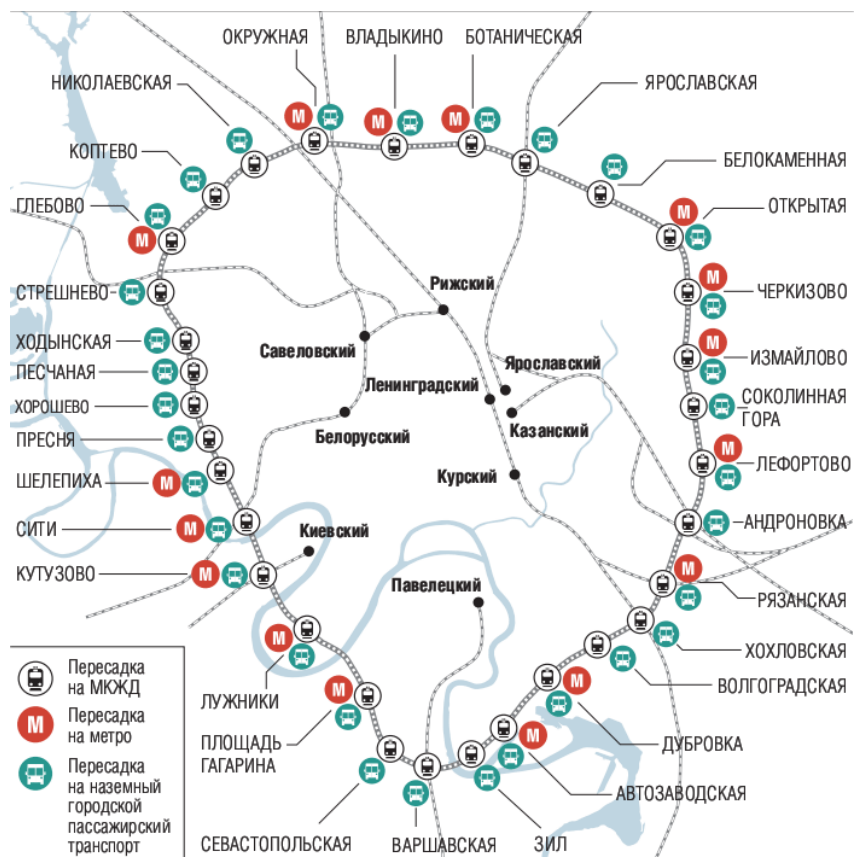 ОКРУЖНАЯ
ВЛАДЫКИНО
БОТАНИЧЕСКАЯ
НИКОЛАЕВСКАЯ
ЯРОСЛАВСКАЯ
КОПТЕВО
БЕЛОКАМЕННАЯ
ГЛЕБОВО
ОТКРЫТАЯ
СТРЕШНЕВО
ЧЕРКИЗОВО
Рижский
ХОДЫНСКАЯ
Савеловский
Ярославский
ИЗМАЙЛОВО
ПЕСЧАНАЯ
Ленинградский
ХОРОШЕВО
СОКОЛИННАЯ
ГОРА
Казанский
Белорусский
ПРЕСНЯ
ЛЕФОРТОВО
Курский
ШЕЛЕПИХА
АНДРОНОВКА
СИТИ
Киевский
КУТУЗОВО
Павелецкий
РЯЗАНСКАЯ
ХОХЛОВСКАЯ
ВОЛГОГРАДСКАЯ
ЛУЖНИКИ
ПЛОЩАДЬ
ГАГАРИНА
ДУБРОВКА
АВТОЗАВОДСКАЯ
СЕВАСТОПОЛЬСКАЯ
ВАРШАВСКАЯ
ЗИЛ
Пересадка
на МКЖД
М
Пересадка
на метро
Пересадка
на наземный
городской
пассажирский
транспорт